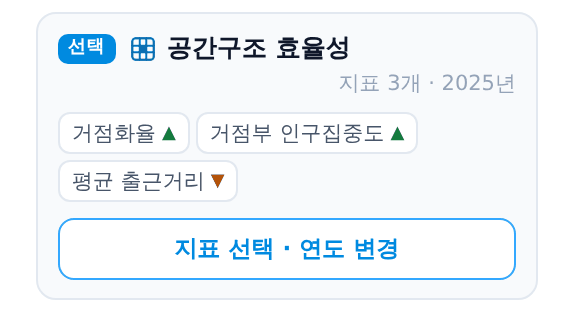 선택 공간구조 효율성
지표 3개 · 2025년
거점화율 ▲ 거점부 인구집중도 ▲
평균 출근거리 ▼
지표 선택 · 연도 변경